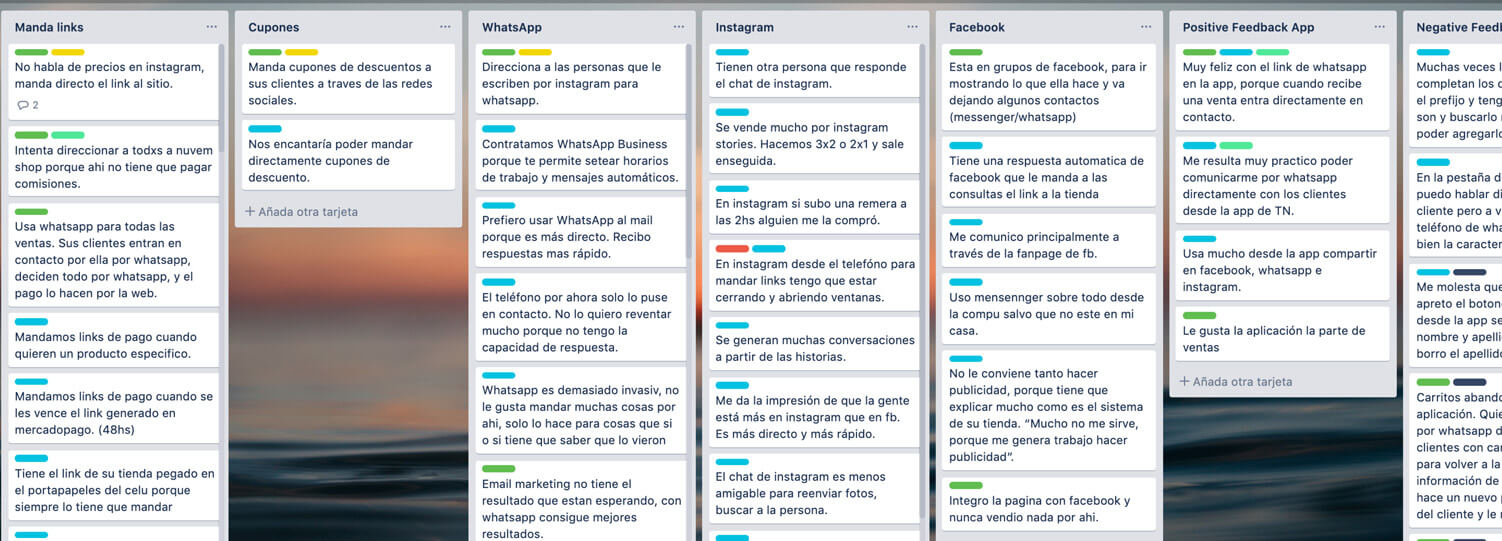 Manda links
No habla de precios en instagram,
manda directo el link al sitio.
2
Intenta direccionar a todxs a nuvem
shop porque ahi no tiene que pagar
comisiones.
Usa whatsapp para todas las
ventas. Sus clientes entran en
contacto por ella por whatsapp,
deciden todo por whatsapp, y el
pago lo hacen por la web.
Mandamos links de pago cuando
quieren un producto especifico.
Mandamos links de pago cuando se
les vence el link generado en
mercadopago. (48hs)
Tiene el link de su tienda pegado en
el portapapeles del celu porque
siempre lo tiene que mandar
Cupones
Manda cupones de descuentos a
sus clientes a traves de las redes
sociales.
Nos encantaría poder mandar
directamente cupones de
descuento.
+ Añada otra tarjeta
WhatsApp
Direcciona a las personas que le
escriben por instagram para
whatsapp.
Contratamos WhatsApp Business
porque te permite setear horarios
de trabajo y mensajes automáticos.
Prefiero usar WhatsApp al mail
porque es más directo. Recibo
respuestas mas rápido.
El teléfono por ahora solo lo puse
en contacto. No lo quiero reventar
mucho porque no tengo la
capacidad de respuesta.
Whatsapp es demasiado invasiv, no
le gusta mandar muchas cosas por
ahi, solo lo hace para cosas que si
o si tiene que saber que lo vieron
Email marketing no tiene el
resultado que estan esperando, con
whatsapp consigue mejores
resultados.
Instagram
Tienen otra persona que responde
el chat de instagram.
Se vende mucho por instagram
stories. Hacemos 3x2 o 2x1 y sale
enseguida.
En instagram si subo una remera a
las 2hs alguien me la compró.
En instagram desde el telefóno para
mandar links tengo que estar
cerrando y abriendo ventanas.
Se generan muchas conversaciones
a partir de las historias.
Me da la impresión de que la gente
está más en instagram que en fb.
Es más directo y más rápido.
El chat de instagram es menos
amigable para reenviar fotos,
buscar a la persona.
Facebook
Esta en grupos de facebook, para ir
mostrando lo que ella hace y va
dejando algunos contactos
(messenger/whatsapp)
Tiene una respuesta automatica de
facebook que le manda a las
consultas el link a la tienda
Me comunico principalmente a
través de la fanpage de fb.
Uso mensennger sobre todo desde
la compu salvo que no este en mi
casa.
No le conviene tanto hacer
publicidad, porque tiene que
explicar mucho como es el sistema
de su tienda. “Mucho no me sirve,
porque me genera trabajo hacer
publicidad”.
Integro la pagina con facebook y
nunca vendio nada por ahi.
Positive Feedback App
Muy feliz con el link de whatsapp
en la app, porque cuando recibe
una venta entra directamente en
contacto.
Me resulta muy practico poder
comunicarme por whatsapp
directamente con los clientes
desde la app de TN.
Usa mucho desde la app compartir
en facebook, whatsapp e
instagram.
Le gusta la aplicación la parte de
ventas
+ Añada otra tarjeta
Negative
Muchas veces
completan los
el prefijo y
son y buscarlo
poder agregarlo
En la pestaña
puedo hablar
cliente pero a
teléfono de
bien la
Me molesta que
apreto el
desde la app
nombre y
borro el
Carritos
aplicación.
por whatsapp
clientes con
para volver a la
información de
hace un nuevo
del cliente y le